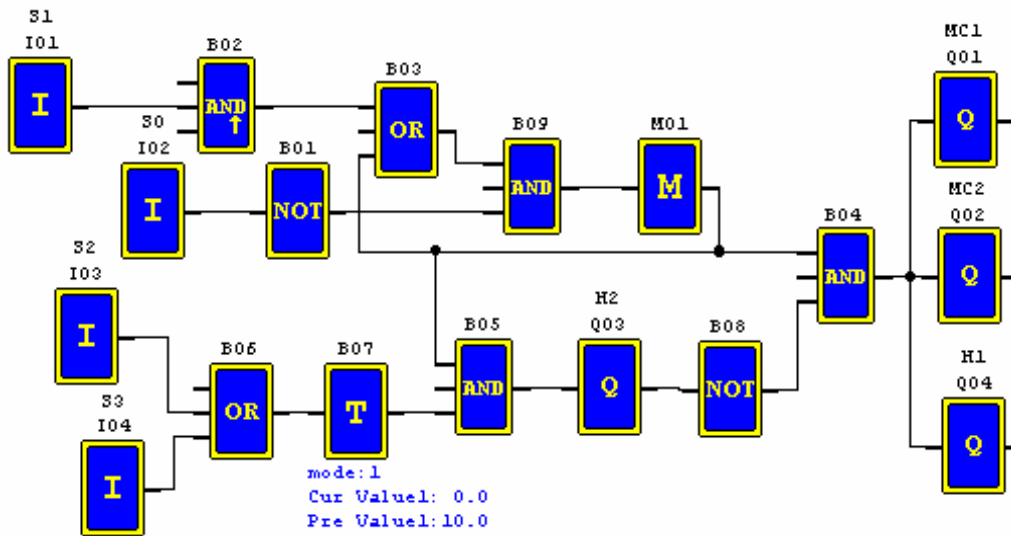 S1
I01
I
B02
AND↑
B03
OR
S0
I02
I
B01
NOT
B09
AND
M01
M
MC1
Q01
Q
B04
AND
MC2
Q02
Q
S2
I03
I
B06
OR
B07
T
B05
AND
H2
Q03
Q
B08
NOT
H1
Q04
Q
S3
I04
I
mode:1
Cur Value1: 0.0
Pre Value1:10.0